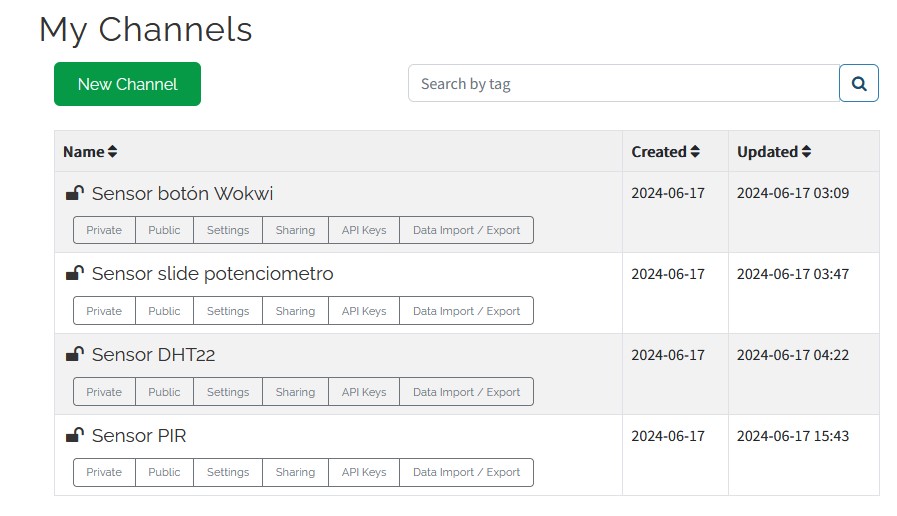 My Channels
New Channel
Search by tag
Name Created Updated
Sensor botón Wokwi 2024-06-17 2024-06-17 03:09
Private Public Settings Sharing API Keys Data Import / Export
Sensor slide potenciometro 2024-06-17 2024-06-17 03:47
Private Public Settings Sharing API Keys Data Import / Export
Sensor DHT22 2024-06-17 2024-06-17 04:22
Private Public Settings Sharing API Keys Data Import / Export
Sensor PIR 2024-06-17 2024-06-17 15:43
Private Public Settings Sharing API Keys Data Import / Export